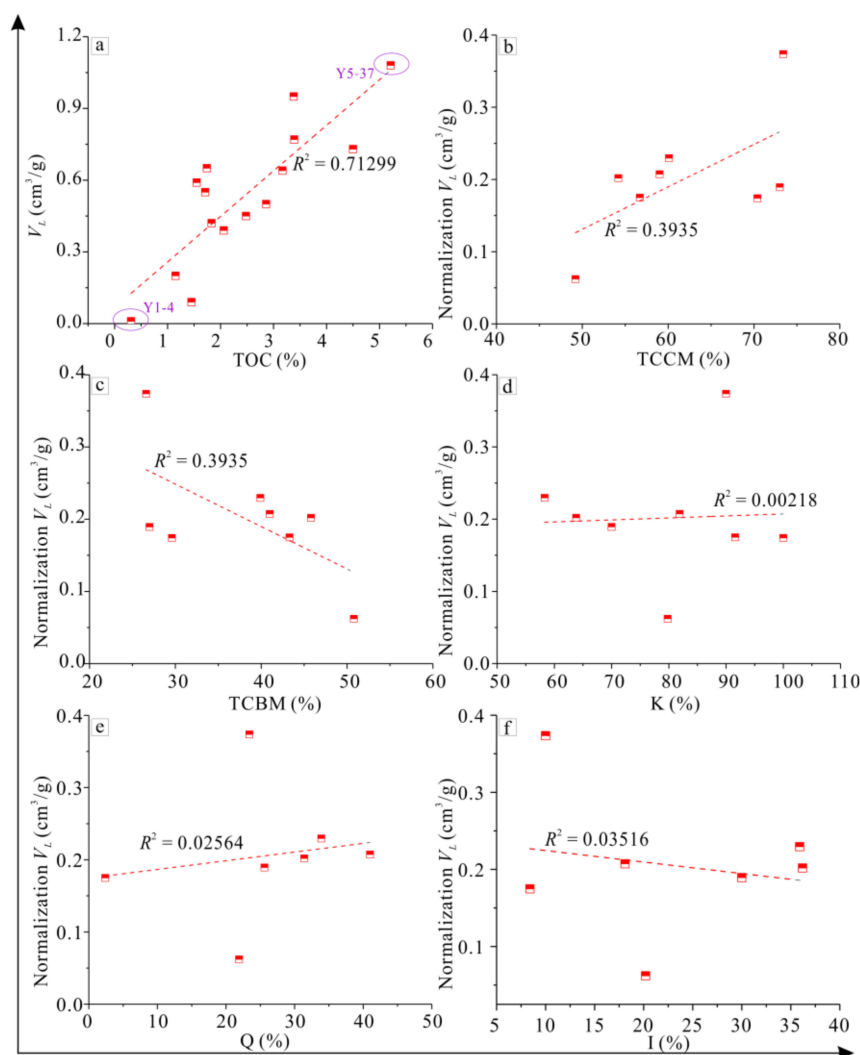 a
1.2
0.9
0.6
0.3
0.0
V_L (cm³/g)
Y5-37
R² = 0.71299
Y1-4
0 1 2 3 4 5 6
TOC (%)
b
0.4
0.3
0.2
0.1
0.0
Normalization V_L (cm³/g)
R² = 0.3935
40 50 60 70 80
TCCM (%)
c
0.4
0.3
0.2
0.1
0.0
Normalization V_L (cm³/g)
R² = 0.3935
20 30 40 50 60
TCBM (%)
d
0.4
0.3
0.2
0.1
0.0
Normalization V_L (cm³/g)
R² = 0.00218
50 60 70 80 90 100 110
K (%)
e
0.4
0.3
0.2
0.1
0.0
Normalization V_L (cm³/g)
R² = 0.02564
0 10 20 30 40 50
Q (%)
f
0.4
0.3
0.2
0.1
0.0
Normalization V_L (cm³/g)
R² = 0.03516
5 10 15 20 25 30 35 40
I (%)